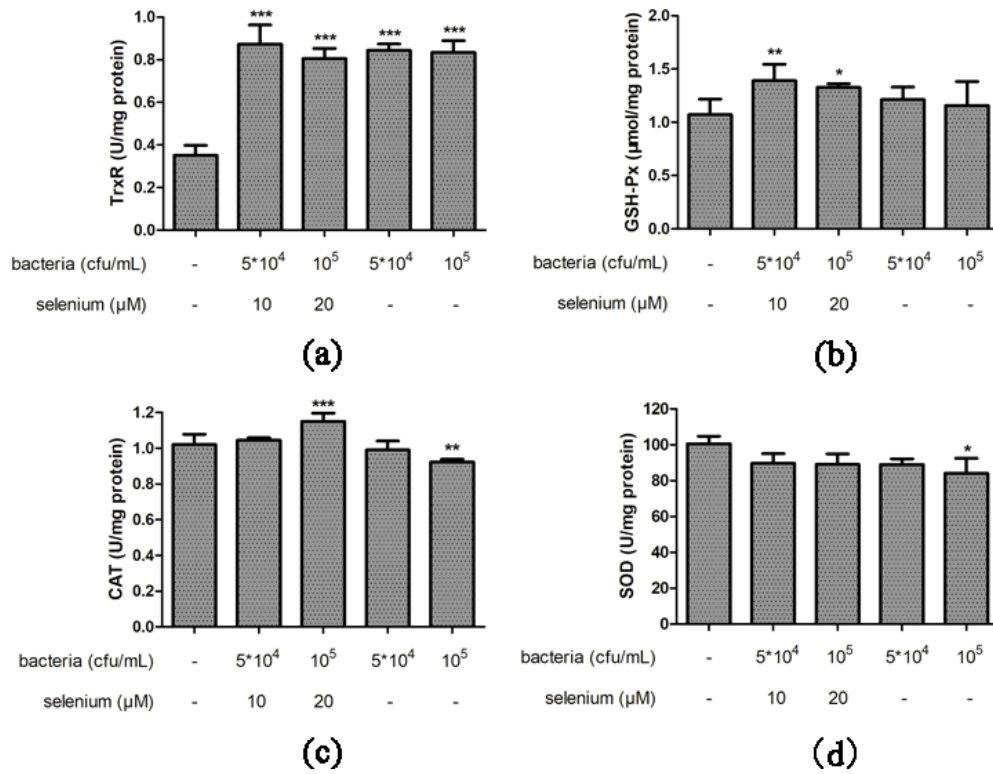 TrxR (U/mg protein)
1.0
0.8
0.6
0.4
0.2
0.0
*** *** *** ***
bacteria (cfu/mL) - 5*10⁴ 10⁵ 5*10⁴ 10⁵
selenium (µM) - 10 20 - -
(a)
GSH-Px (µmol/mg protein)
2.0
1.5
1.0
0.5
0.0
** *
bacteria (cfu/mL) - 5*10⁴ 10⁵ 5*10⁴ 10⁵
selenium (µM) - 10 20 - -
(b)
CAT (U/mg protein)
1.2
1.0
0.8
0.6
0.4
0.2
0.0
*** **
bacteria (cfu/mL) - 5*10⁴ 10⁵ 5*10⁴ 10⁵
selenium (µM) - 10 20 - -
(c)
SOD (U/mg protein)
120
100
80
60
40
20
0
*
bacteria (cfu/mL) - 5*10⁴ 10⁵ 5*10⁴ 10⁵
selenium (µM) - 10 20 - -
(d)